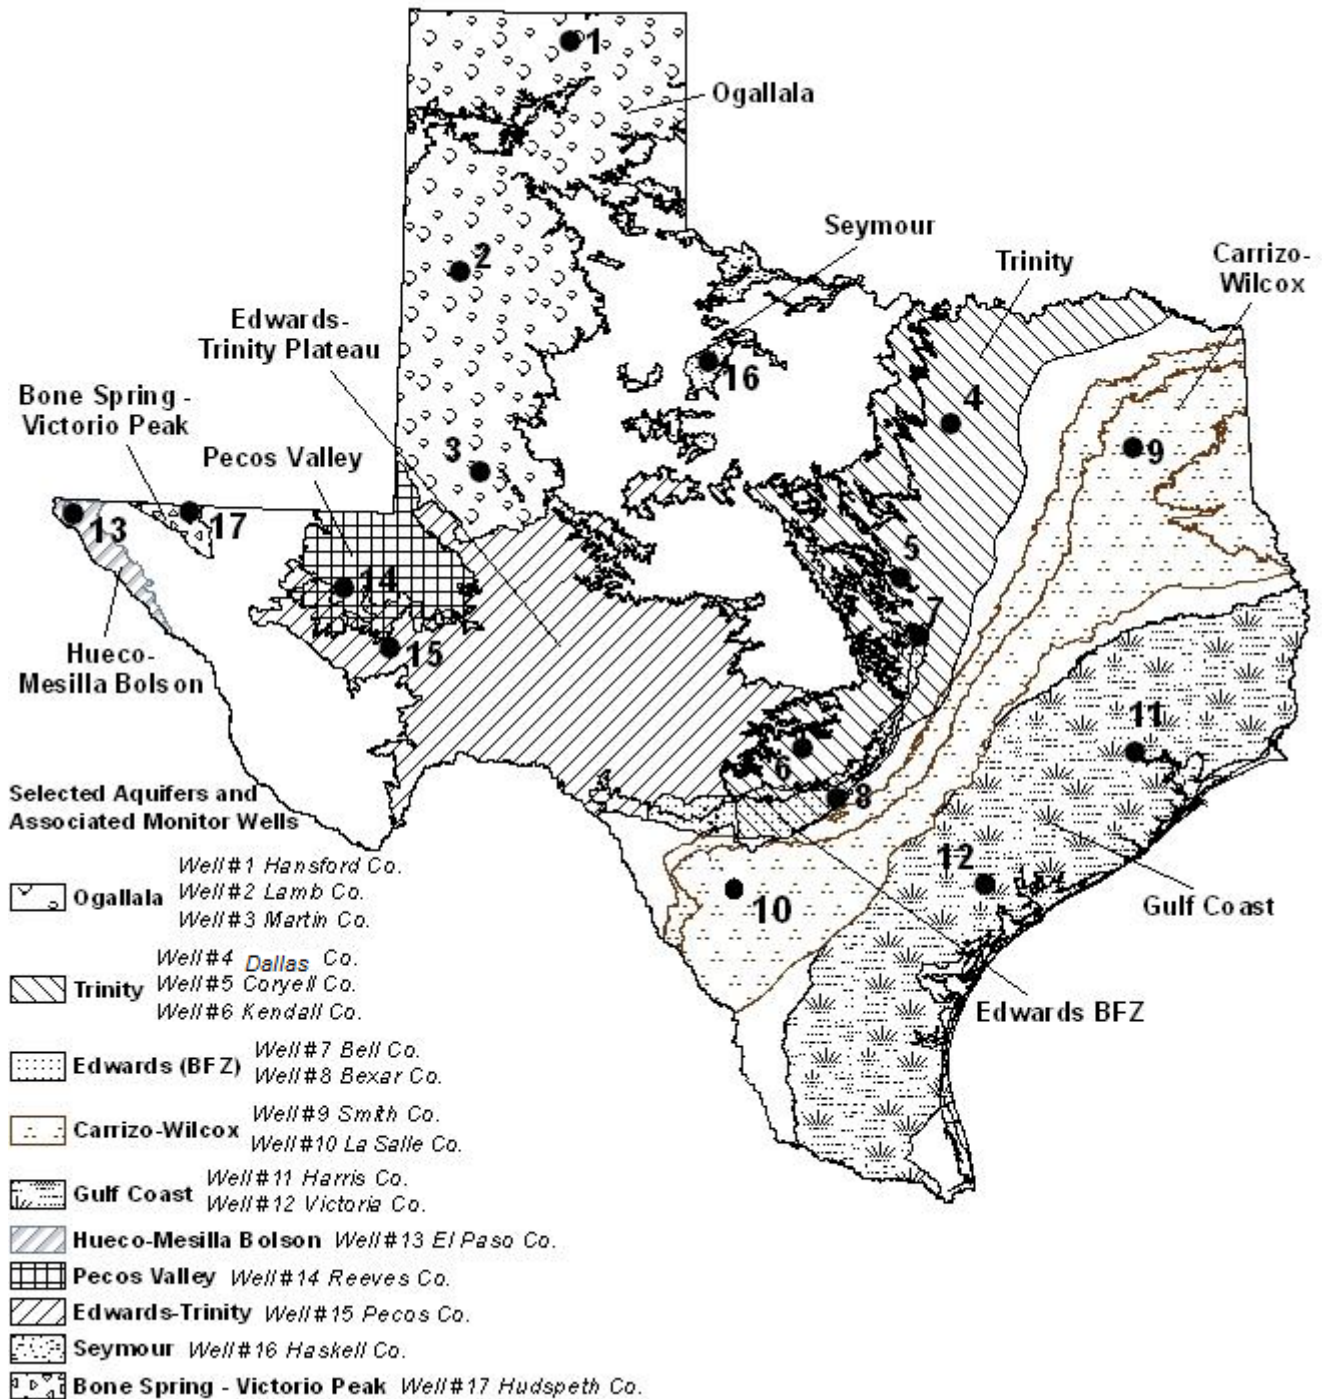 1
Ogallala
Seymour
Carrizo-
Wilcox
Trinity
2
Edwards-
Trinity Plateau
16
Bone Spring -
Victorio Peak
4
3
9
Pecos Valley
13
17
5
14
7
15
Hueco-
Mesilla Bolson
11
6
8
12
10
Gulf Coast
Edwards BFZ
Selected Aquifers and
Associated Monitor Wells
Well#1 Hansford Co.
Ogallala Well#2 Lamb Co.
Well#3 Martin Co.
Well#4 Dallas Co.
Trinity Well#5 Coryell Co.
Well#6 Kendall Co.
Edwards (BFZ) Well#7 Bell Co.
Well#8 Bexar Co.
Carrizo-Wilcox Well#9 Smith Co.
Well#10 La Salle Co.
Gulf Coast Well#11 Harris Co.
Well#12 Victoria Co.
Hueco-Mesilla Bolson Well#13 El Paso Co.
Pecos Valley Well#14 Reeves Co.
Edwards-Trinity Well#15 Pecos Co.
Seymour Well#16 Haskell Co.
Bone Spring - Victorio Peak Well#17 Hudspeth Co.